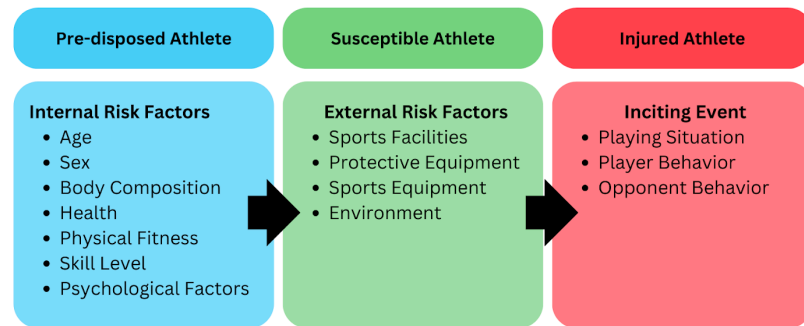 Pre-disposed Athlete
Susceptible Athlete
Injured Athlete
Internal Risk Factors
• Age
• Sex
• Body Composition
• Health
• Physical Fitness
• Skill Level
• Psychological Factors
External Risk Factors
• Sports Facilities
• Protective Equipment
• Sports Equipment
• Environment
Inciting Event
• Playing Situation
• Player Behavior
• Opponent Behavior